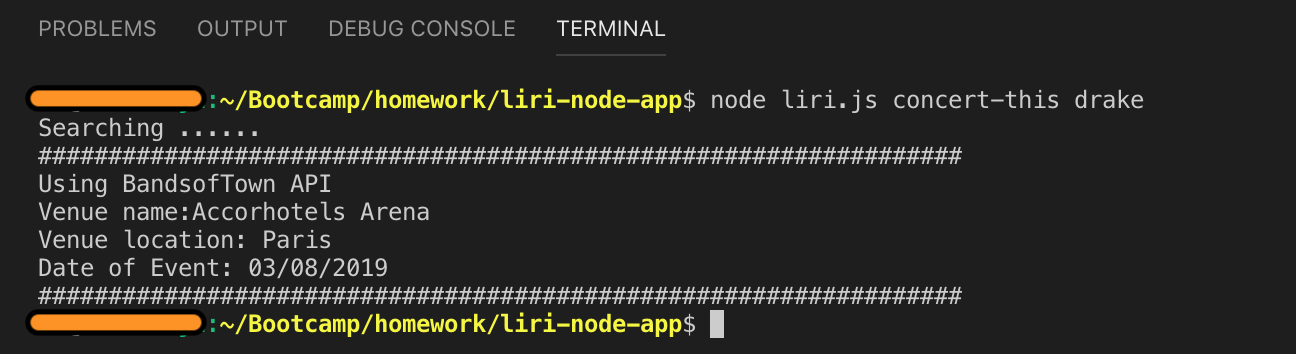 PROBLEMS OUTPUT DEBUG CONSOLE TERMINAL
:~/Bootcamp/homework/liri-node-app$ node liri.js concert-this drake
Searching ......
##################################################################
Using BandsofTown API
Venue name:Accorhotels Arena
Venue location: Paris
Date of Event: 03/08/2019
##################################################################
:~/Bootcamp/homework/liri-node-app$